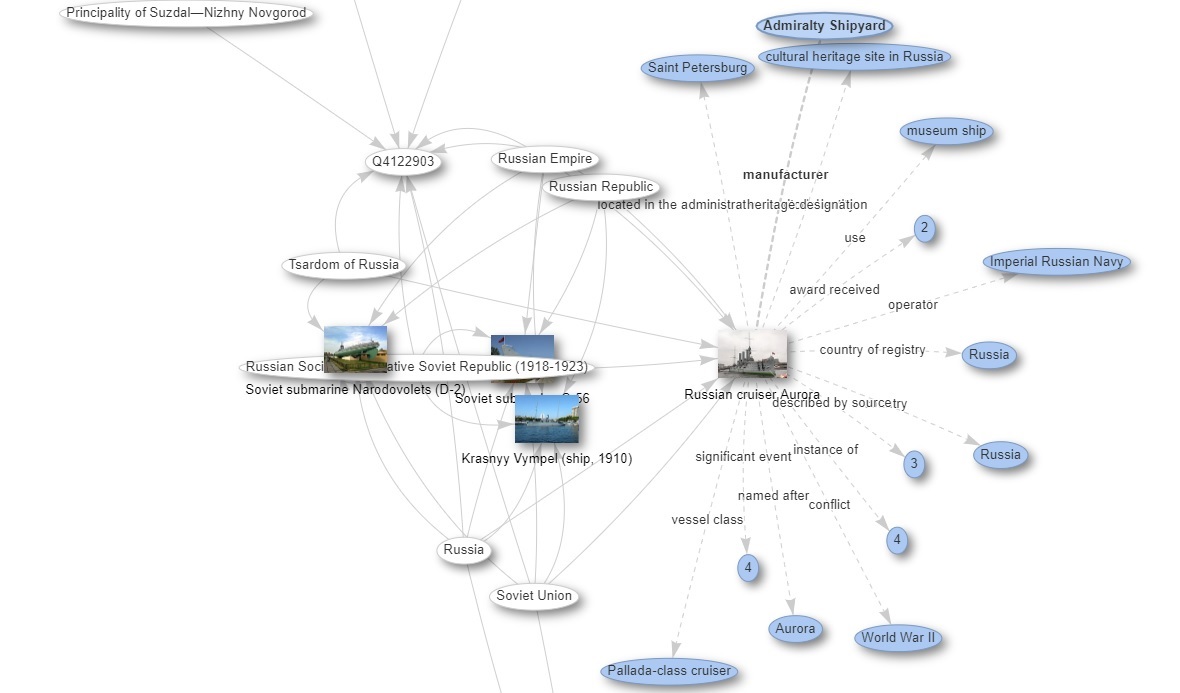 Principality of Suzdal—Nizhny Novgorod
Admiralty Shipyard
cultural heritage site in Russia
Saint Petersburg
museum ship
Q4122903
Russian Empire
manufacturer
Russian Republic
located in the administra
heritage designation
2
use
Tsardom of Russia
Imperial Russian Navy
award received
operator
country of registry
Russia
Russian Soci
ative Soviet Republic (1918-1923)
Soviet submarine Narodovolets (D-2)
Soviet sub
56
Russian cruiser Aurora
described by source
try
Krasnyy Vympel (ship, 1910)
significant event
instance of
3
Russia
named after
conflict
vessel class
4
Russia
4
Soviet Union
Aurora
World War II
Pallada-class cruiser